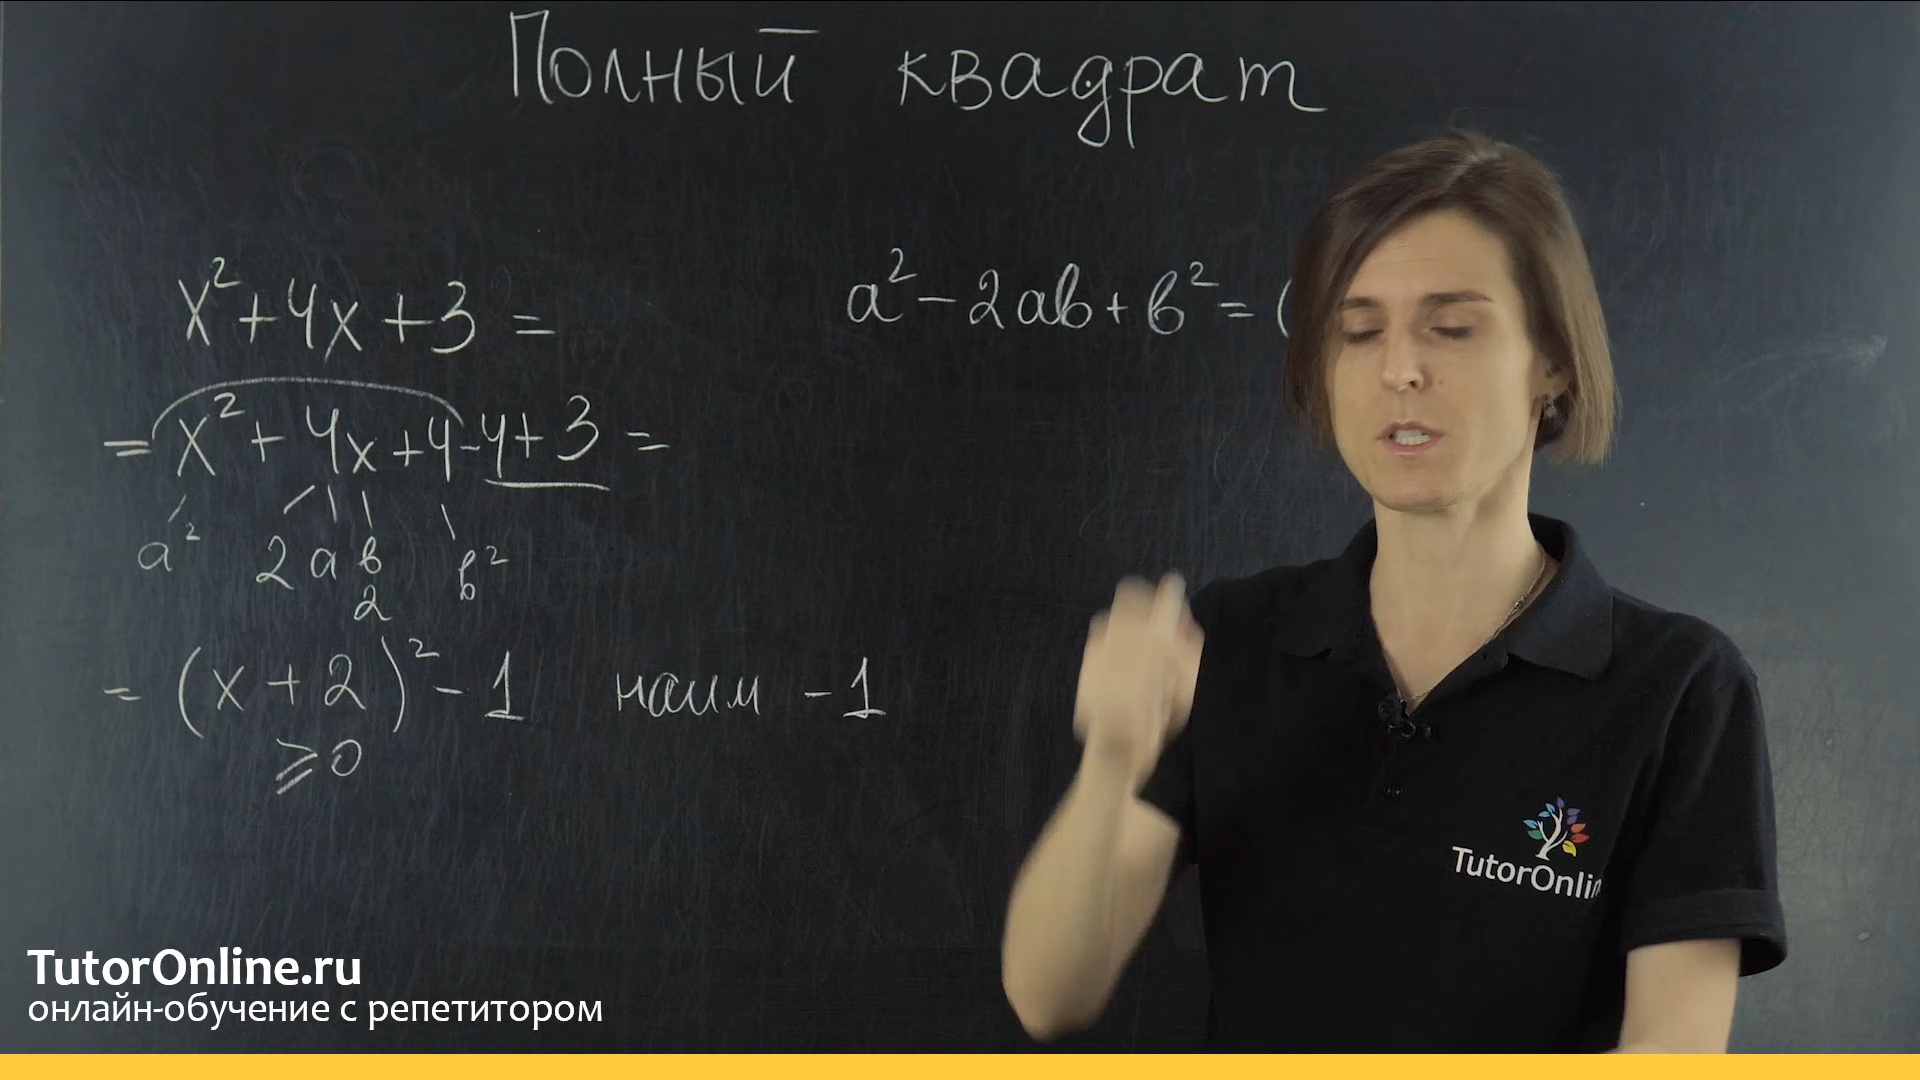 Полный квадрат
x²+4x+3=
a²-2ab+b²=(
=x²+4x+4-4+3=
a² 2ab b²
2
=(x+2)²-1 наим -1
⩾0
TutorOnlin
TutorOnline.ru
онлайн-обучение с репетитором